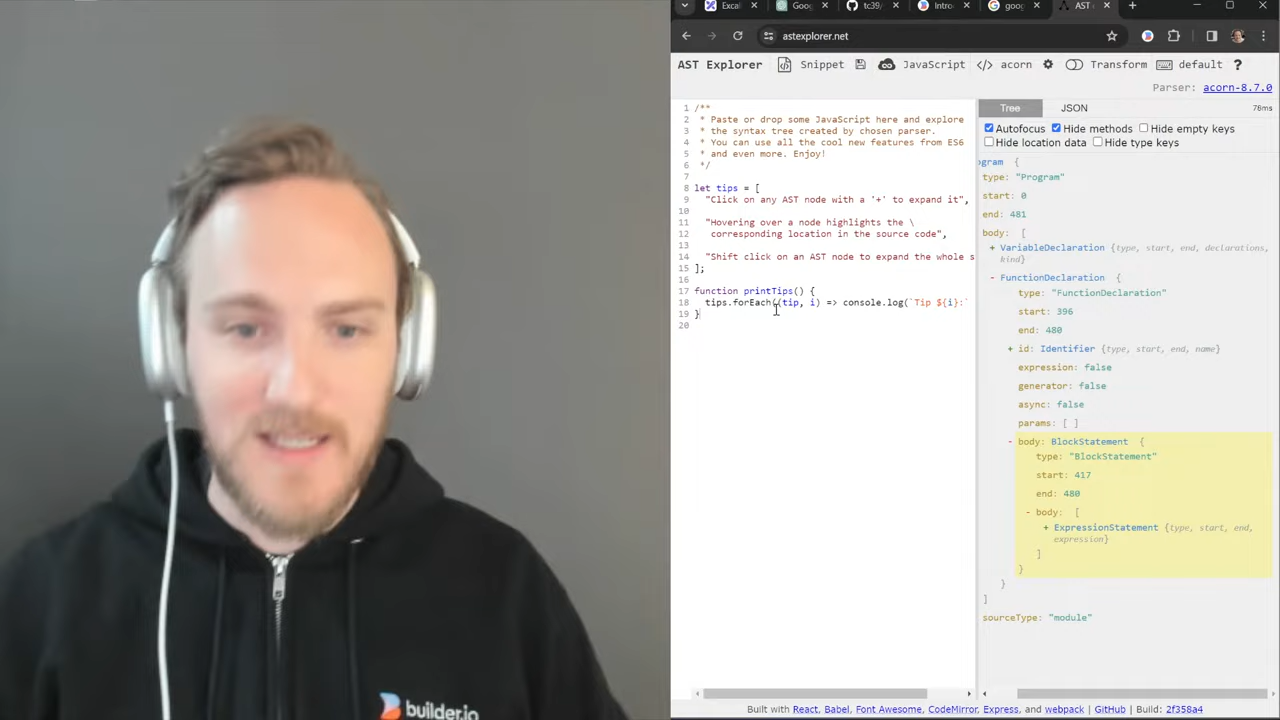 Excal
Goog
tc39/
Intro
goog
AST
astexplorer.net
AST Explorer
Snippet
JavaScript
</> acorn
Transform
default
?
Parser: acorn-8.7.0
1 /**
2 * Paste or drop some JavaScript here and explore
3 * the syntax tree created by chosen parser.
4 * You can use all the cool new features from ES6
5 * and even more. Enjoy!
6 */
7
8 let tips = [
9 "Click on any AST node with a '+' to expand it",
10
11 "Hovering over a node highlights the \
12 corresponding location in the source code",
13
14 "Shift click on an AST node to expand the whole s
15 ];
16
17 function printTips() {
18 tips.forEach((tip, i) => console.log(`Tip ${i}:`
19 }
20
Tree JSON 78ms
Autofocus Hide methods Hide empty keys
Hide location data Hide type keys
ogram {
type: "Program"
start: 0
end: 481
body: [
+ VariableDeclaration {type, start, end, declarations,
kind}
- FunctionDeclaration {
type: "FunctionDeclaration"
start: 396
end: 480
+ id: Identifier {type, start, end, name}
expression: false
generator: false
async: false
params: [ ]
- body: BlockStatement {
type: "BlockStatement"
start: 417
end: 480
- body: [
+ ExpressionStatement {type, start, end,
expression}
]
}
}
]
sourceType: "module"
Built with React, Babel, Font Awesome, CodeMirror, Express, and webpack | GitHub | Build: 2f358a4
builder.io